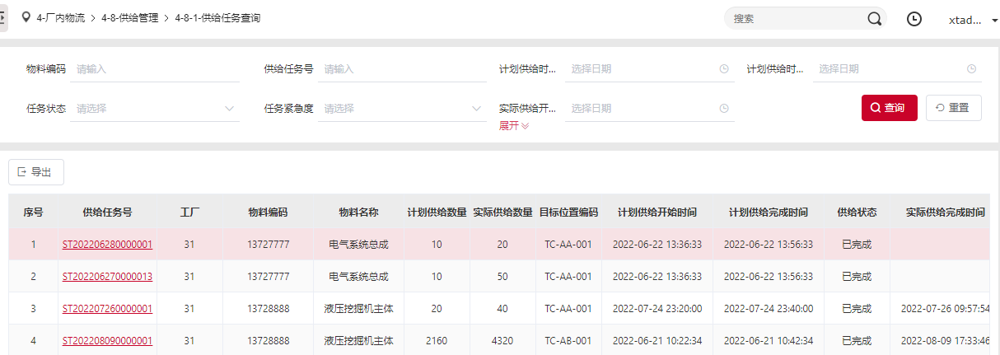 4-厂内物流 > 4-8-供给管理 > 4-8-1-供给任务查询
搜索
xtad...
物料编码 请输入 供给任务号 请输入 计划供给时... 选择日期 计划供给时... 选择日期
任务状态 请选择 任务紧急度 请选择 实际供给开... 选择日期 查询 重置
展开
导出
序号 供给任务号 工厂 物料编码 物料名称 计划供给数量 实际供给数量 目标位置编码 计划供给开始时间 计划供给完成时间 供给状态 实际供给完成时间
1 ST202206280000001 31 13727777 电气系统总成 10 20 TC-AA-001 2022-06-22 13:36:33 2022-06-22 13:56:33 已完成
2 ST202206270000013 31 13727777 电气系统总成 10 50 TC-AA-001 2022-06-22 13:36:33 2022-06-22 13:56:33 已完成
3 ST202207260000001 31 13728888 液压挖掘机主体 20 40 TC-AA-001 2022-07-24 23:20:00 2022-07-24 23:40:00 已完成 2022-07-26 09:57:54
4 ST202208090000001 31 13728888 液压挖掘机主体 2160 4320 TC-AB-001 2022-06-21 10:22:34 2022-06-21 10:42:34 已完成 2022-08-09 17:33:46